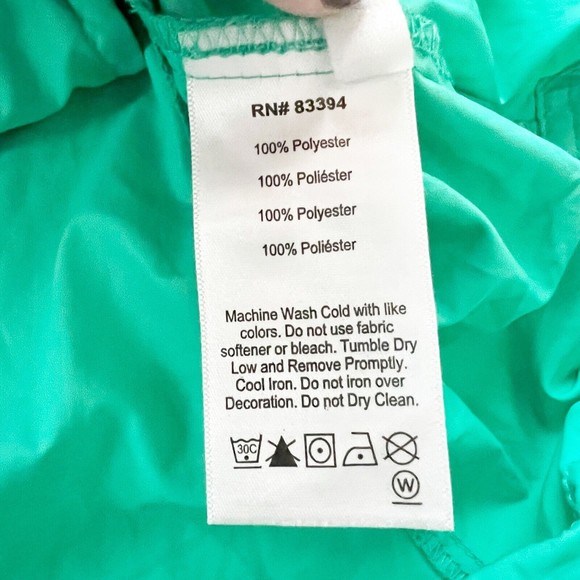 RN# 83394
100% Polyester
100% Poliéster
100% Polyester
100% Poliéster
Machine Wash Cold with like
colors. Do not use fabric
softener or bleach. Tumble Dry
Low and Remove Promptly.
Cool Iron. Do not iron over
Decoration. Do not Dry Clean.
30C
W